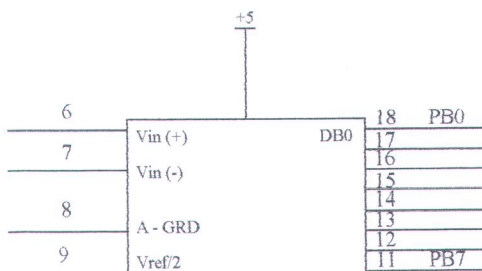 +5
6
Vin (+)
DB0
18 PB0
17
7
16
Vin (-)
15
14
8
13
A - GRD
12
9
Vref/2
11 PB7